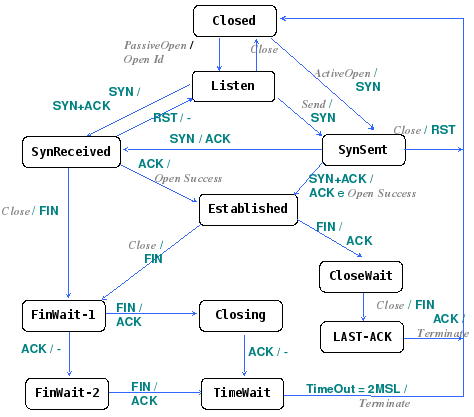 Closed
PassiveOpen /
Open Id
Close
Listen
ActiveOpen /
SYN
SYN /
SYN+ACK
Send /
SYN
RST / -
Close / RST
SynReceived
SYN / ACK
SynSent
ACK /
Open Success
SYN+ACK /
ACK e Open Success
Close / FIN
Established
FIN /
ACK
Close /
FIN
CloseWait
Close / FIN
FinWait-1
FIN /
ACK
Closing
ACK /
Terminate
LAST-ACK
ACK / -
ACK / -
FinWait-2
FIN /
ACK
TimeWait
TimeOut = 2MSL /
Terminate